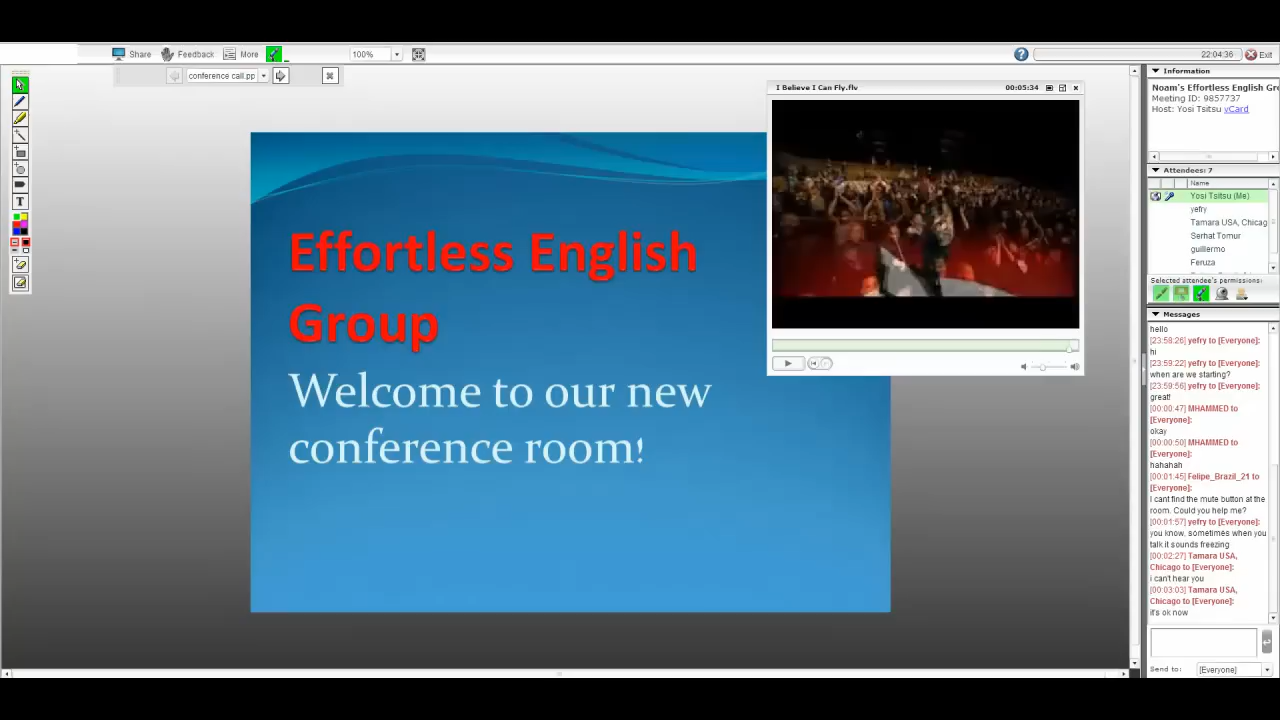 Share
Feedback
More
100%
22:04:36
Exit
conference call.pp
I Believe I Can Fly.flv
00:05:34
Effortless English
Group
Welcome to our new
conference room!
T
Information
Noam's Effortless English Gr
Meeting ID: 9857737
Host: Yosi Tsitsu vCard
Attendees: 7
Name
Yosi Tsitsu (Me)
yefry
Tamara USA, Chicag
Serhat Tomur
guillermo
Feruza
Selected attendee's permissions:
Messages
hello
[23:58:26] yefry to [Everyone]:
hi
[23:59:22] yefry to [Everyone]:
when are we starting?
[23:59:56] yefry to [Everyone]:
great!
[00:00:47] MHAMMED to
[Everyone]:
okay
[00:00:50] MHAMMED to
[Everyone]:
hahahah
[00:01:45] Felipe_Brazil_21 to
[Everyone]:
I cant find the mute button at the
room. Could you help me?
[00:01:57] yefry to [Everyone]:
you know, sometimes when you
talk it sounds freezing
[00:02:27] Tamara USA,
Chicago to [Everyone]:
i can't hear you
[00:03:03] Tamara USA,
Chicago to [Everyone]:
it's ok now
Send to:
[Everyone]